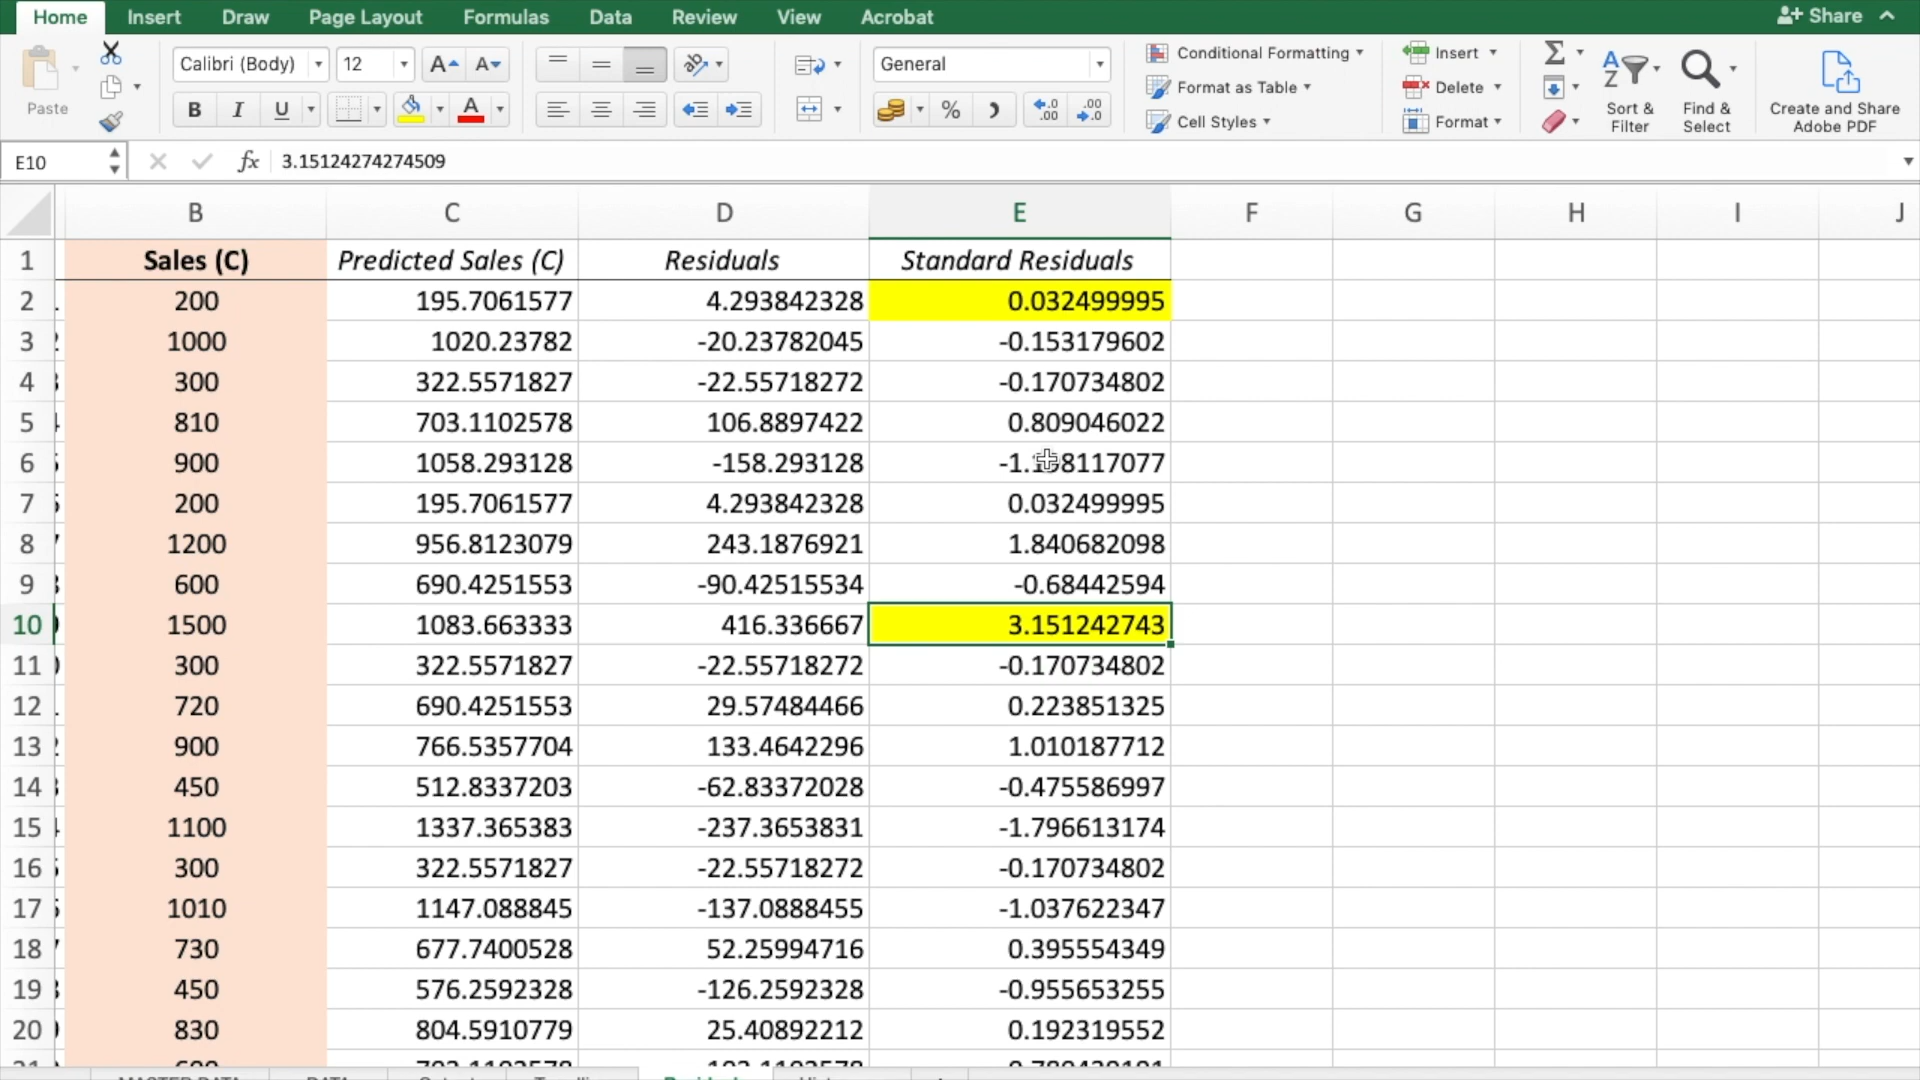 Home Insert Draw Page Layout Formulas Data Review View Acrobat Share
Calibri (Body) 12 General Conditional Formatting Insert
Format as Table Delete
Paste Sort & Filter Find & Select Create and Share Adobe PDF
B I U A % Cell Styles Format
E10 fx 3.15124274274509
B C D E F G H I J
1 Sales (C) Predicted Sales (C) Residuals Standard Residuals
2 200 195.7061577 4.293842328 0.032499995
3 1000 1020.23782 -20.23782045 -0.153179602
4 300 322.5571827 -22.55718272 -0.170734802
5 810 703.1102578 106.8897422 0.809046022
6 900 1058.293128 -158.293128
7 200 195.7061577 4.293842328 0.032499995
8 1200 956.8123079 243.1876921 1.840682098
9 600 690.4251553 -90.42515534 -0.68442594
10 1500 1083.663333 416.336667 3.151242743
11 300 322.5571827 -22.55718272 -0.170734802
12 720 690.4251553 29.57484466 0.223851325
13 900 766.5357704 133.4642296 1.010187712
14 450 512.8337203 -62.83372028 -0.475586997
15 1100 1337.365383 -237.3653831 -1.796613174
16 300 322.5571827 -22.55718272 -0.170734802
17 1010 1147.088845 -137.0888455 -1.037622347
18 730 677.7400528 52.25994716 0.395554349
19 450 576.2592328 -126.2592328 -0.955653255
20 830 804.5910779 25.40892212 0.192319552